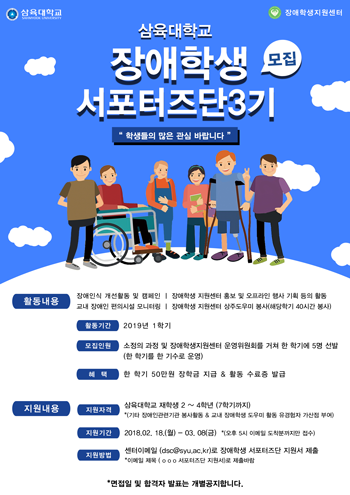 삼육대학교
장애학생지원센터
삼육대학교
장애학생 모집
서포터즈단3기
" 학생들의 많은 관심 바랍니다 "
활동내용
장애인식 개선활동 및 캠페인 | 장애학생 지원센터 홍보 및 오프라인 행사 기획 등의 활동
교내 장애인 편의시설 모니터링 | 장애학생 지원센터 상주도우미 봉사(해당학기 40시간 봉사)
활동기간 2019년 1학기
모집인원 소정의 과정 및 장애학생지원센터 운영위원회를 거쳐 한 학기에 5명 선발
(한 학기를 한 기수로 운영)
혜 택 한 학기 50만원 장학금 지급 & 활동 수료증 발급
지원내용
지원자격 삼육대학교 재학생 2 ~ 4학년 (7학기까지)
*(기타 장애인관련기관 봉사활동 & 교내 장애학생 도우미 활동 유경험자 가산점 부여)
지원기간 2018.02. 18.(월) – 03. 08(금) *(오후 5시 이메일 도착분까지만 접수)
지원방법 센터이메일 (dsc@syu,ac,kr)로 장애학생 서포터즈단 지원서 제출
*이메일 제목 ( o o o 서포터즈단 지원서)로 제출바람
*면접일 및 합격자 발표는 개별공지합니다.